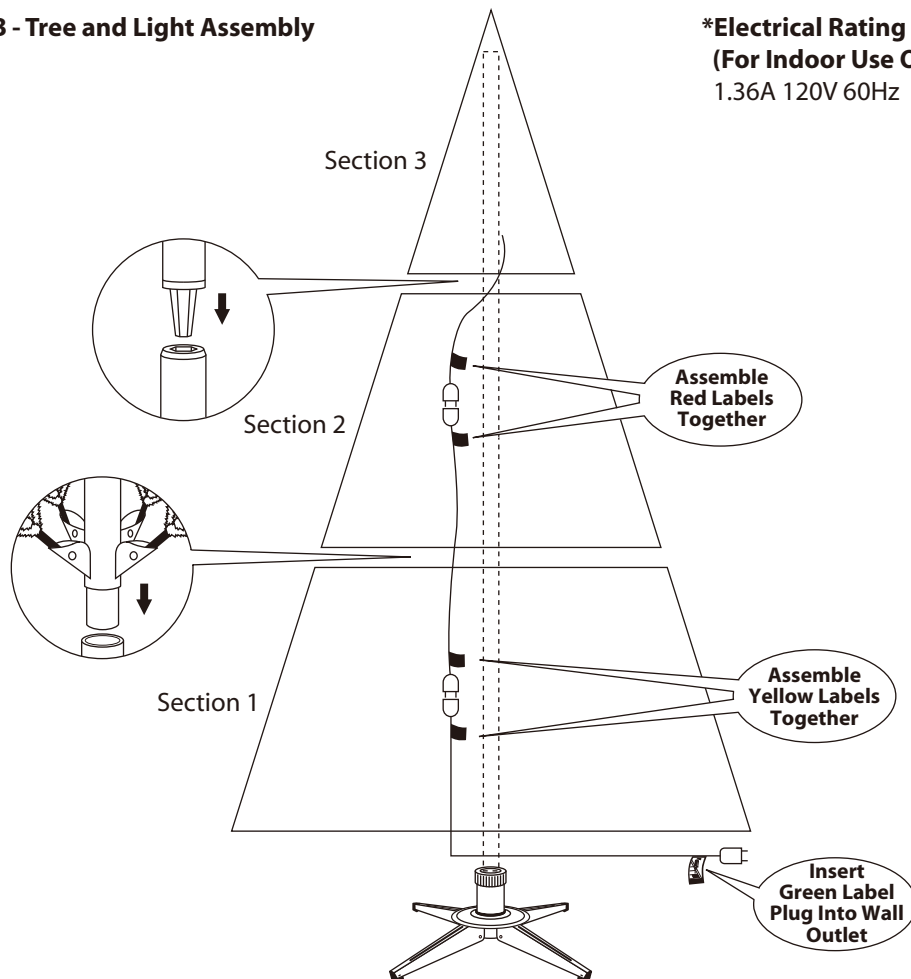 3 - Tree and Light Assembly
*Electrical Rating
(For Indoor Use
1.36A 120V 60Hz
Section 3
Assemble
Red Labels
Together
Section 2
Section 1
Assemble
Yellow Labels
Together
Insert
Green Label
Plug Into Wall
Outlet